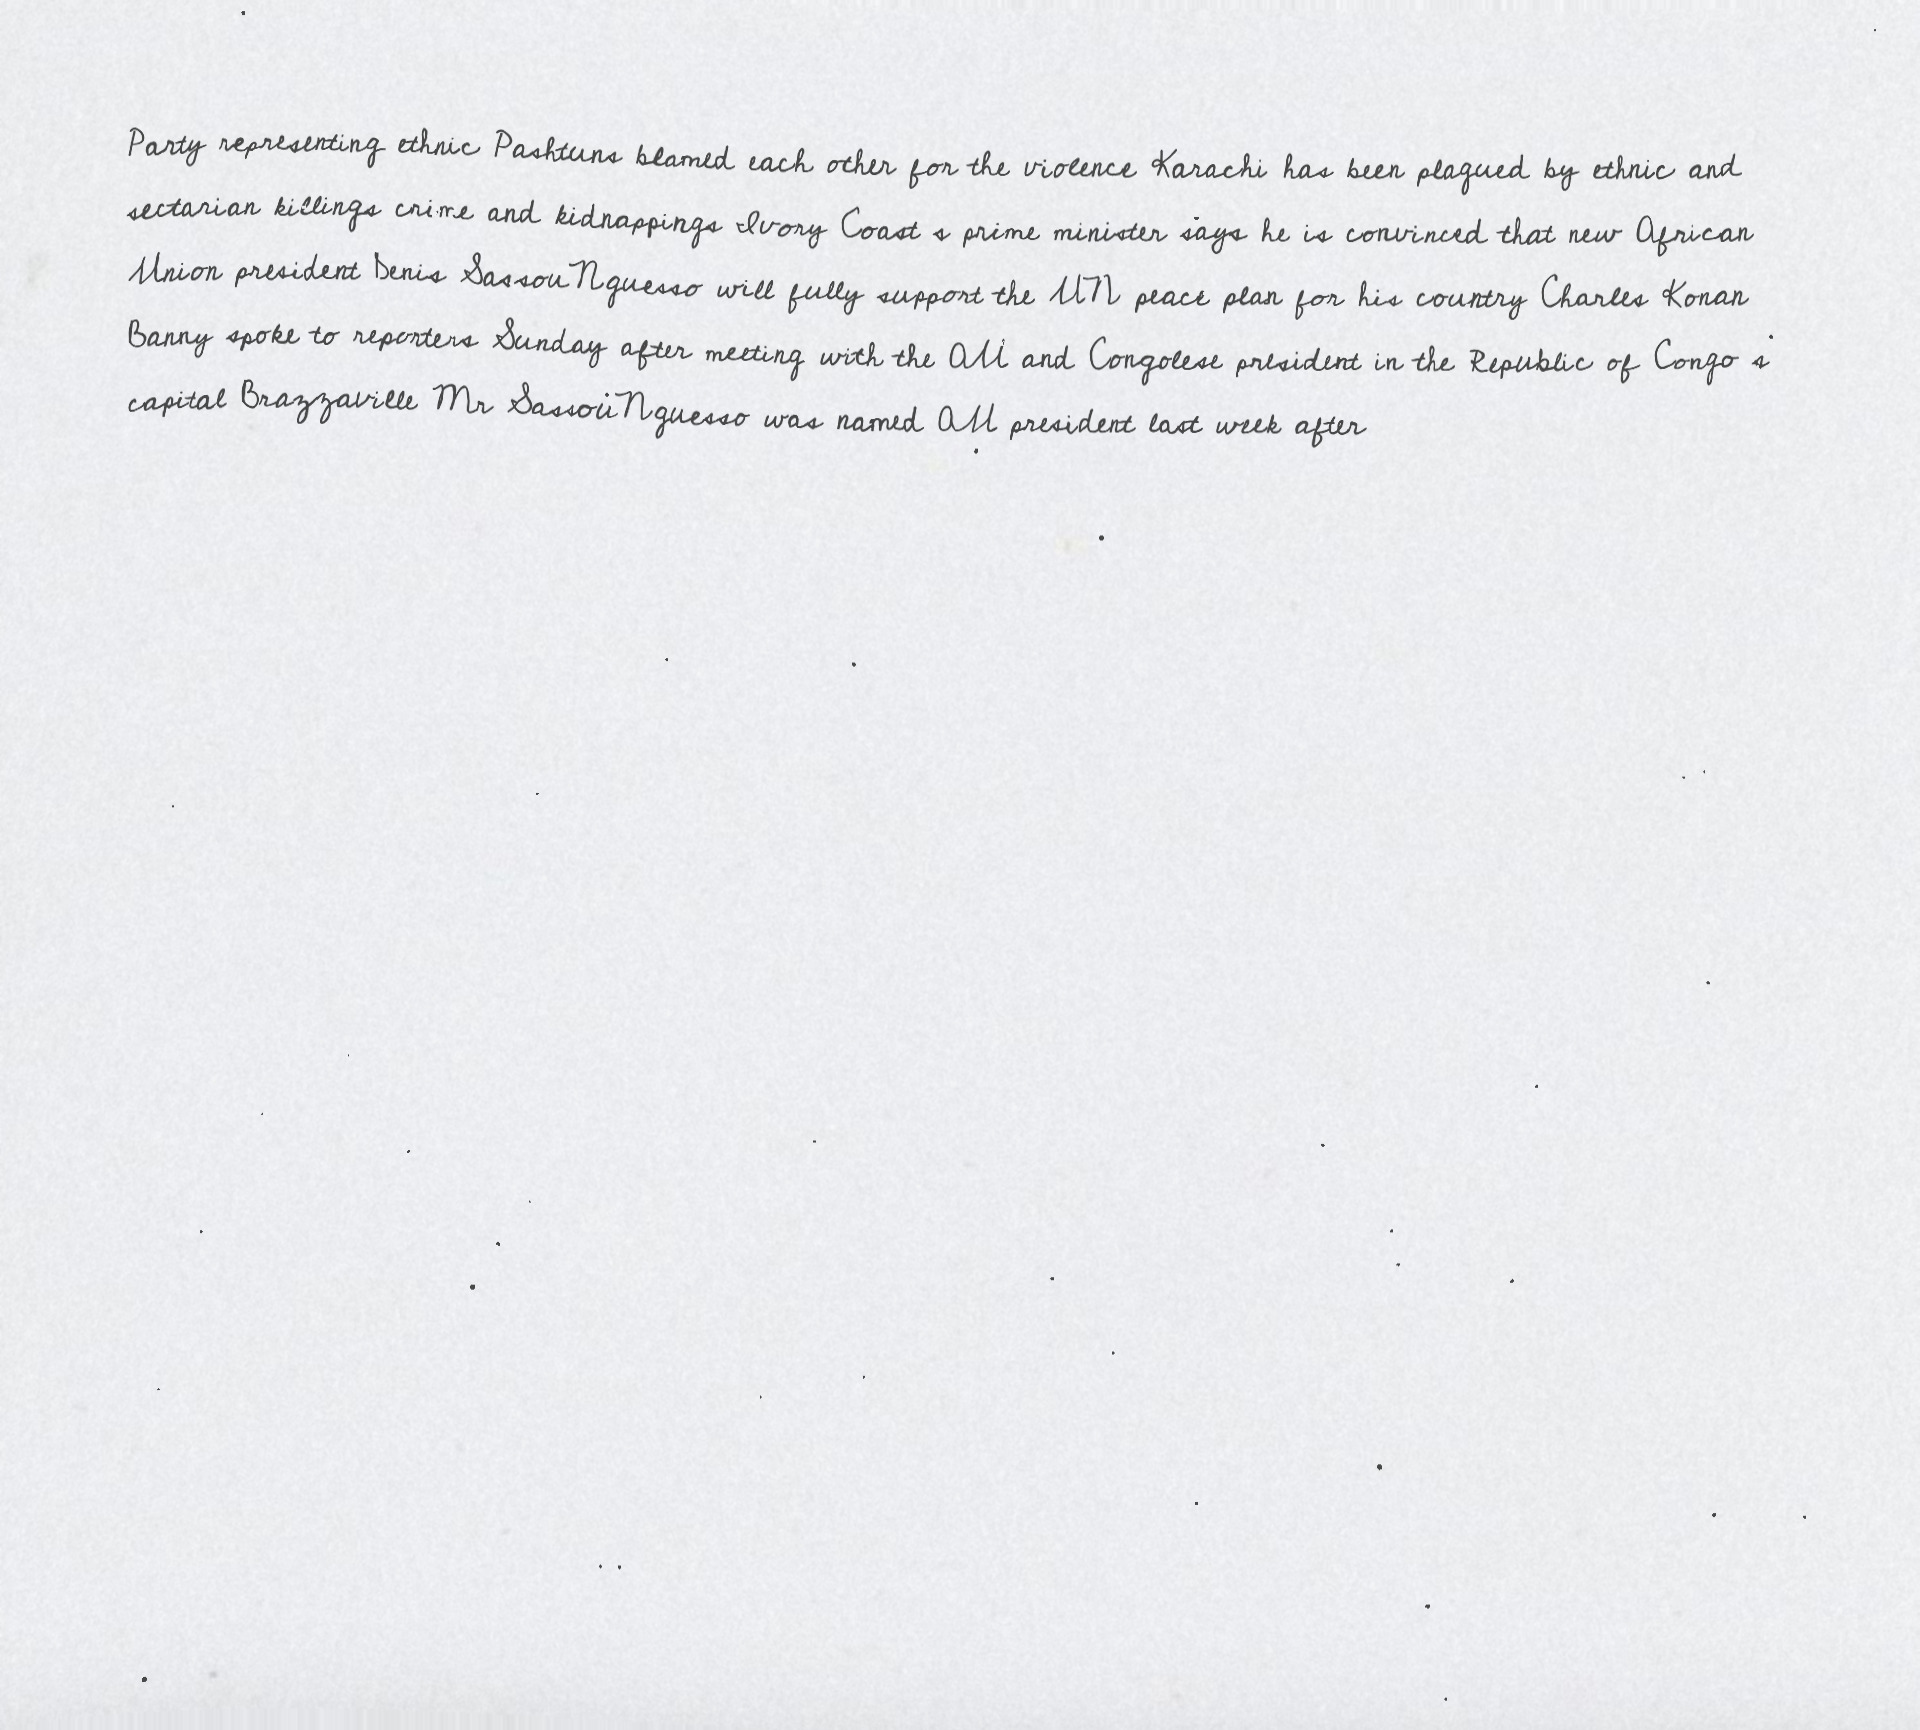 Party representing ethnic Pashtuns blamed each other for the violence Karachi has been plagued by ethnic and
sectarian killings crime and kidnappings Ivory Coast s prime minister says he is convinced that new African
Union president Denis SassouNguesso will fully support the UN peace plan for his country Charles Konan
Banny spoke to reporters Sunday after meeting with the AU and Congolese president in the Republic of Congo s
capital Brazzaville Mr SassouNguesso was named AU president last week after